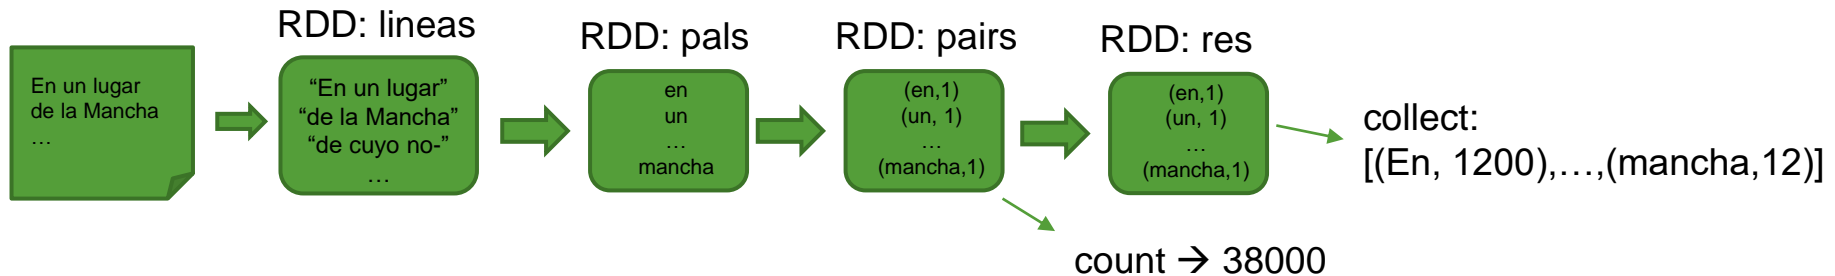 En un lugar
de la Mancha
…
RDD: lineas
“En un lugar”
“de la Mancha”
“de cuyo no-”
…
RDD: pals
en
un
…
mancha
RDD: pairs
(en,1)
(un, 1)
…
(mancha,1)
RDD: res
(en,1)
(un, 1)
…
(mancha,1)
collect:
[(En, 1200),…,(mancha,12)]
count → 38000